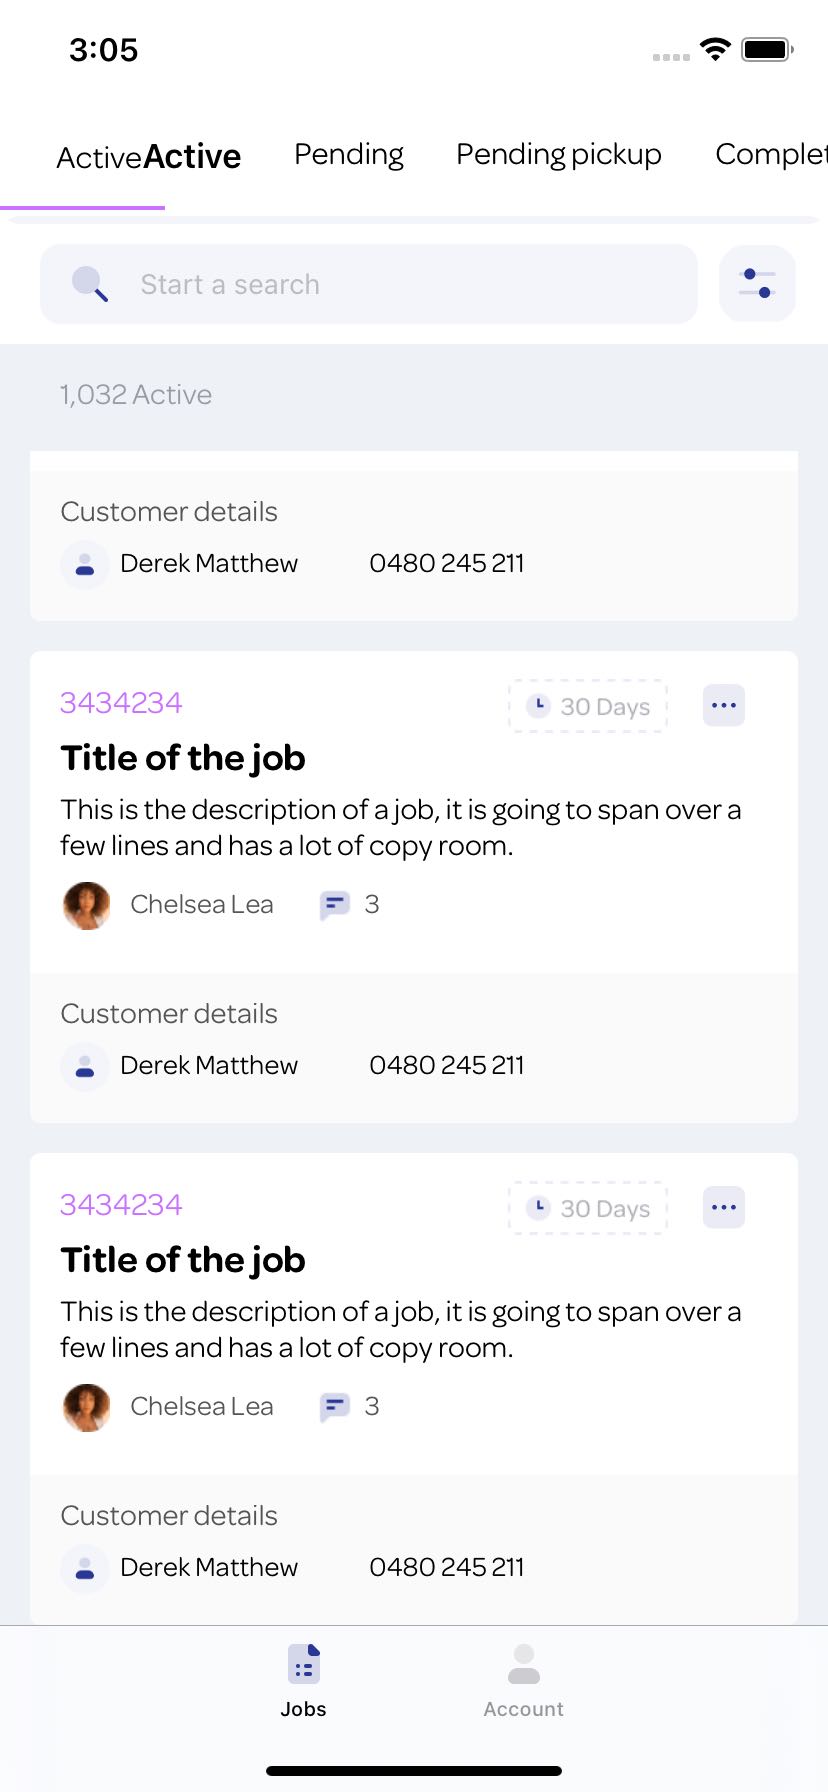 3:05
ActiveActive Pending Pending pickup Complet
Start a search
1,032 Active
Customer details
Derek Matthew 0480 245 211
3434234 30 Days
Title of the job
This is the description of a job, it is going to span over a
few lines and has a lot of copy room.
Chelsea Lea 3
Customer details
Derek Matthew 0480 245 211
3434234 30 Days
Title of the job
This is the description of a job, it is going to span over a
few lines and has a lot of copy room.
Chelsea Lea 3
Customer details
Derek Matthew 0480 245 211
Jobs Account